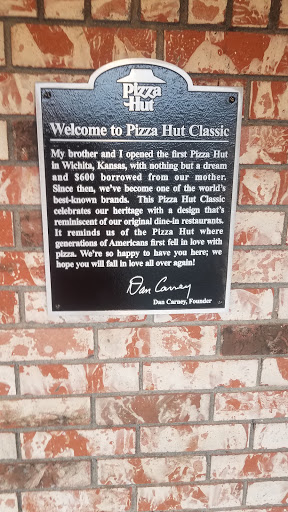 Pizza
Hut
Welcome to Pizza Hut Classic
My brother and I opened the first Pizza Hut
in Wichita, Kansas, with nothing but a dream
and $600 borrowed from our mother.
Since then, we've become one of the world's
best-known brands. This Pizza Hut Classic
celebrates our heritage with a design that's
reminiscent of our original dine-in restaurants.
It reminds us of the Pizza Hut where
generations of Americans first fell in love with
pizza. We're so happy to have you here; we
hope you will fall in love all over again!
Dan Carney
Dan Carney, Founder